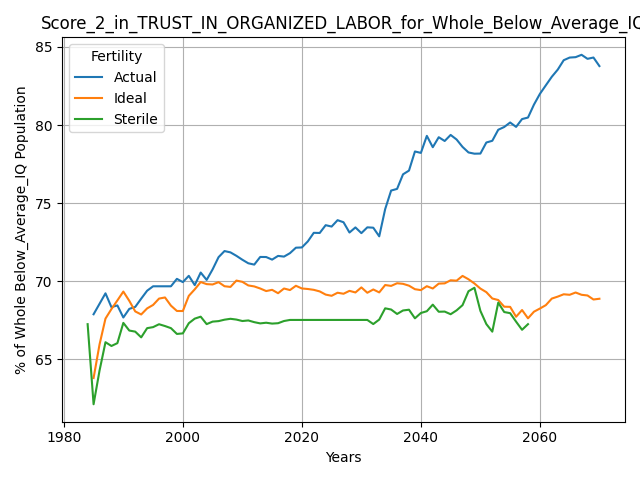 Score_2_in_TRUST_IN_ORGANIZED_LABOR_for_Whole_Below_Average_IQ
Fertility
Actual
Ideal
Sterile
% of Whole Below_Average_IQ Population
85
80
75
70
65
1980
2000
2020
2040
2060
Years